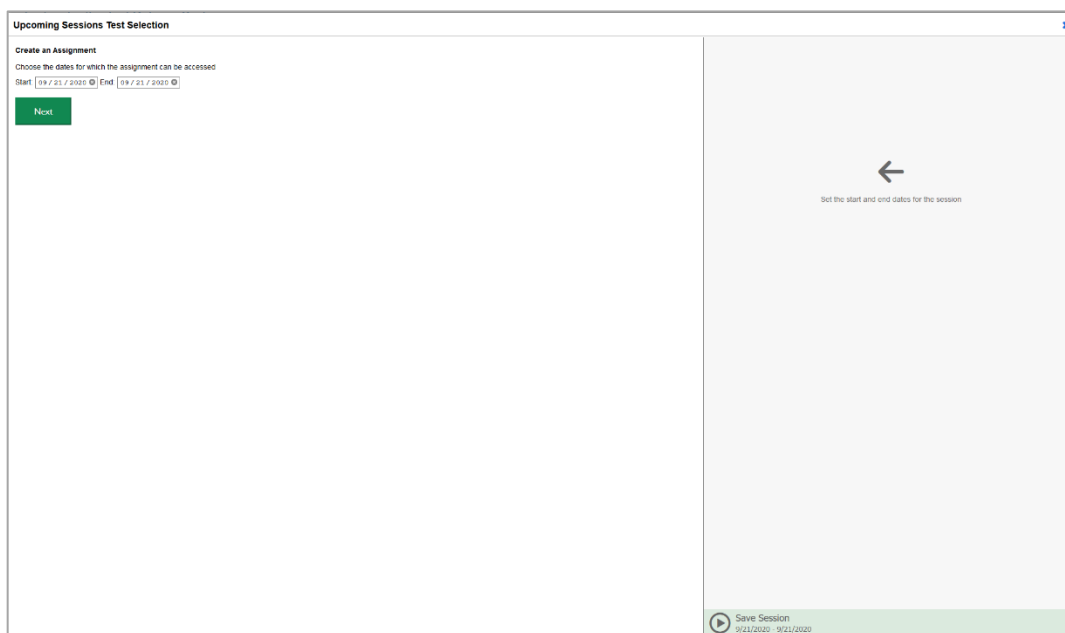 Upcoming Sessions Test Selection
Create an Assignment
Choose the dates for which the assignment can be accessed
Start 09 / 21 / 2020 End 09 / 21 / 2020
Next
Set the start and end dates for the session
Save Session
9/21/2020 - 9/21/2020